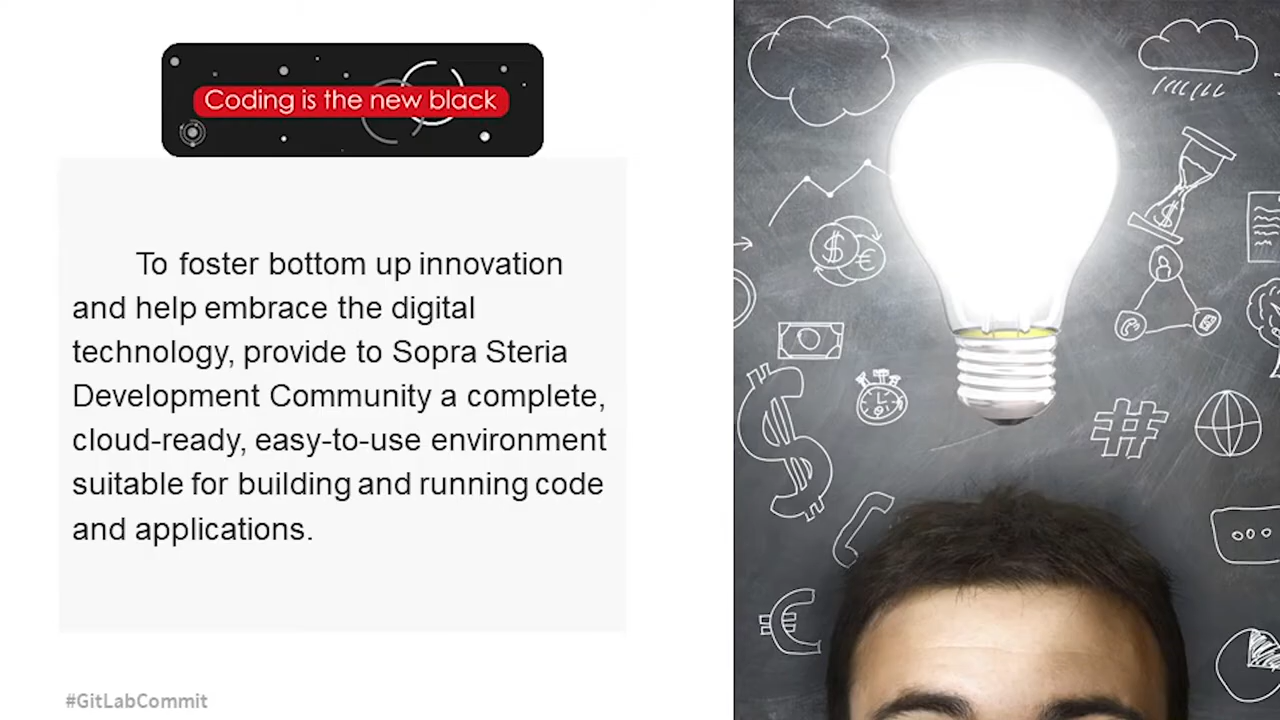 Coding is the new black
To foster bottom up innovation
and help embrace the digital
technology, provide to Sopra Steria
Development Community a complete,
cloud-ready, easy-to-use environment
suitable for building and running code
and applications.
#GitLabCommit
$
€
$
$
#
€